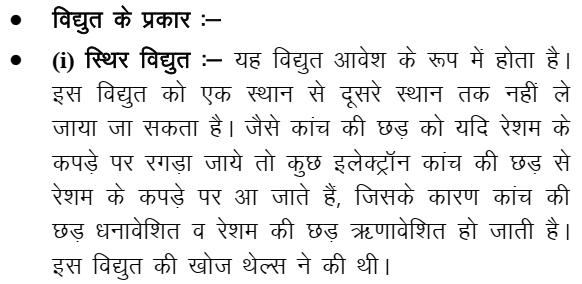 ● विद्युत के प्रकार :–
● (i) स्थिर विद्युत :– यह विद्युत आवेश के रूप में होता है।
इस विद्युत को एक स्थान से दूसरे स्थान तक नहीं ले
जाया जा सकता है। जैसे कांच की छड़ को यदि रेशम के
कपड़े पर रगड़ा जाये तो कुछ इलेक्ट्रॉन कांच की छड़ से
रेशम के कपड़े पर आ जाते हैं, जिसके कारण कांच की
छड़ धनावेशित व रेशम की छड़ ऋणावेशित हो जाती है।
इस विद्युत की खोज थेल्स ने की थी।